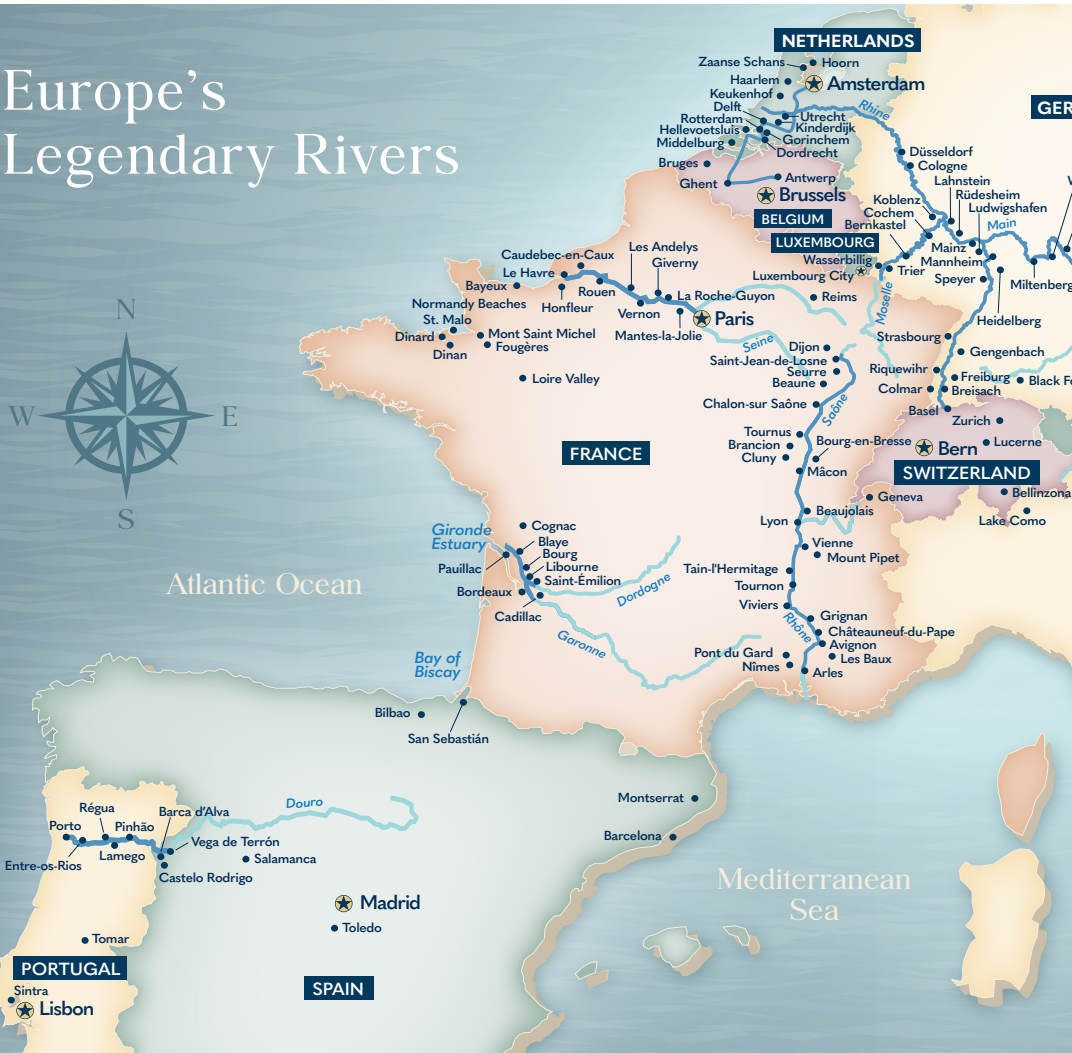 Europe's
Legendary Rivers
NETHERLANDS
Zaanse Schans
Hoorn
Haarlem
Amsterdam
Keukenhof
Delft
Rhine
Rotterdam
Utrecht
Hellevoetsluis
Kinderdijk
Middelburg
Gorinchem
Dordrecht
Bruges
Ghent
Antwerp
Brussels
BELGIUM
LUXEMBOURG
Wasserbillig
Luxembourg City
GER
Düsseldorf
Cologne
Lahnstein
Rüdesheim
Ludwigshafen
Koblenz
Cochem
Bernkastel
Main
Mainz
Mannheim
Trier
Speyer
Miltenberg
Moselle
Heidelberg
Strasbourg
Gengenbach
Riquewihr
Freiburg
Black Fo
Colmar
Breisach
Basel
Zurich
Caudebec-en-Caux
Les Andelys
Giverny
Le Havre
Bayeux
Rouen
La Roche-Guyon
Reims
Normandy Beaches
Honfleur
Vernon
Paris
St. Malo
Mantes-la-Jolie
Seine
Dinard
Mont Saint Michel
Dinan
Fougères
Loire Valley
Dijon
Saint-Jean-de-Losne
Seurre
Beaune
Chalon-sur Saône
Saône
Tournus
Brancion
Bourg-en-Bresse
Cluny
Mâcon
N
W
E
S
FRANCE
Bern
Lucerne
SWITZERLAND
Geneva
Bellinzona
Lake Como
Beaujolais
Lyon
Vienne
Mount Pipet
Tain-l'Hermitage
Tournon
Viviers
Grignan
Rhône
Châteauneuf-du-Pape
Avignon
Pont du Gard
Les Baux
Nîmes
Arles
Gironde
Estuary
Cognac
Blaye
Bourg
Pauillac
Libourne
Saint-Émilion
Bordeaux
Cadillac
Dordogne
Garonne
Atlantic Ocean
Bay of
Biscay
Bilbao
San Sebastián
Montserrat
Barcelona
Douro
Régua
Barca d'Alva
Porto
Pinhão
Vega de Terrón
Entre-os-Rios
Lamego
Salamanca
Castelo Rodrigo
Madrid
Toledo
Tomar
PORTUGAL
Sintra
Lisbon
SPAIN
Mediterranean
Sea